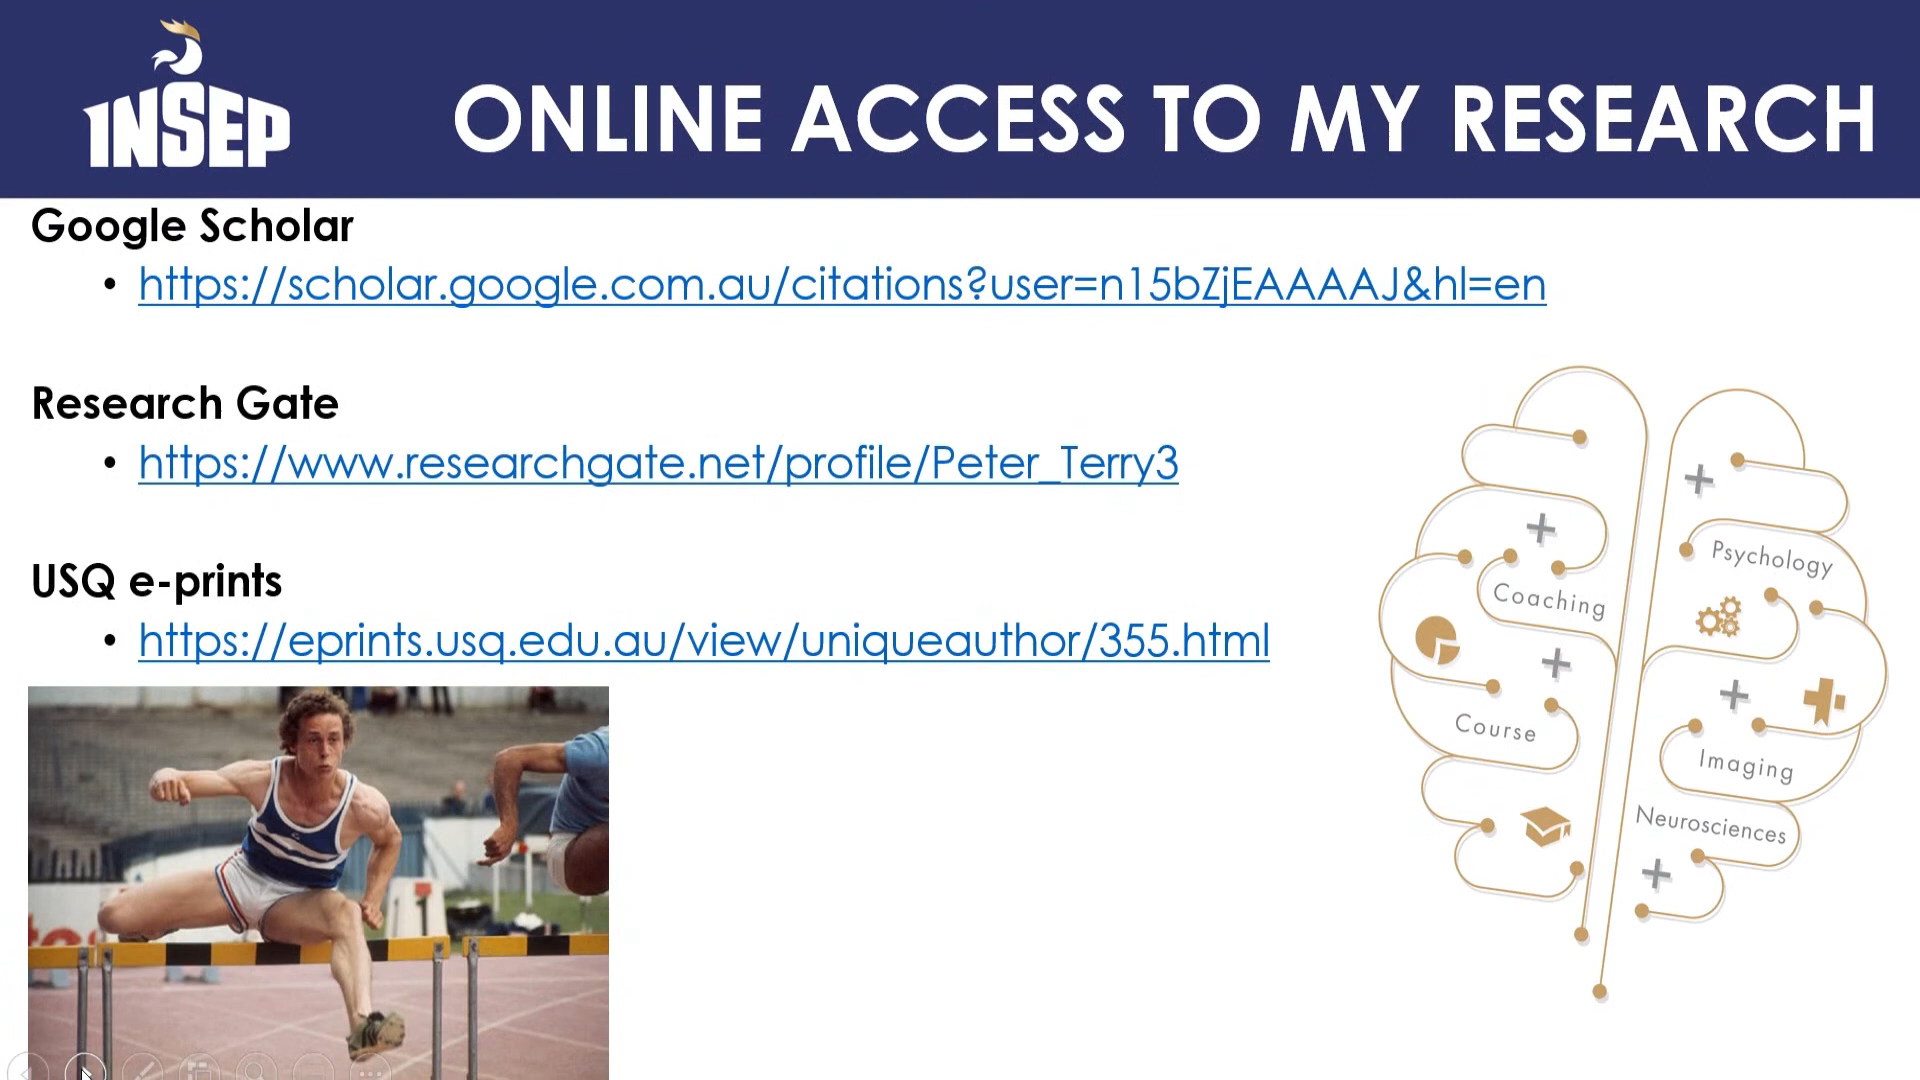 INSEP
ONLINE ACCESS TO MY RESEARCH
Google Scholar
• https://scholar.google.com.au/citations?user=n15bZjEAAAAJ&hl=en
Research Gate
• https://www.researchgate.net/profile/Peter_Terry3
USQ e-prints
• https://eprints.usq.edu.au/view/uniqueauthor/355.html
Psychology
Coaching
Course
Imaging
Neurosciences